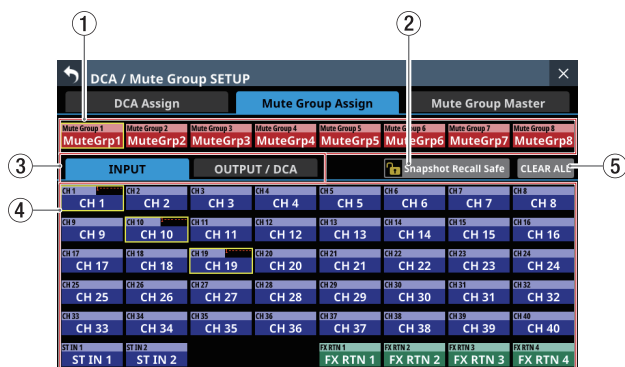 ① ②
DCA / Mute Group SETUP ×
DCA Assign Mute Group Assign Mute Group Master
Mute Group 1 Mute Group 2 Mute Group 3 Mute Group 4 Mute Group 5 Mute Group 6 Mute Group 7 Mute Group 8
MuteGrp1 MuteGrp2 MuteGrp3 MuteGrp4 MuteGrp5 MuteGrp6 MuteGrp7 MuteGrp8
③ INPUT OUTPUT / DCA Snapshot Recall Safe CLEAR ALL ⑤
④ CH 1 CH 2 CH 3 CH 4 CH 5 CH 6 CH 7 CH 8
CH 1 CH 2 CH 3 CH 4 CH 5 CH 6 CH 7 CH 8
CH 9 CH 10 CH 11 CH 12 CH 13 CH 14 CH 15 CH 16
CH 9 CH 10 CH 11 CH 12 CH 13 CH 14 CH 15 CH 16
CH 17 CH 18 CH 19 CH 20 CH 21 CH 22 CH 23 CH 24
CH 17 CH 18 CH 19 CH 20 CH 21 CH 22 CH 23 CH 24
CH 25 CH 26 CH 27 CH 28 CH 29 CH 30 CH 31 CH 32
CH 25 CH 26 CH 27 CH 28 CH 29 CH 30 CH 31 CH 32
CH 33 CH 34 CH 35 CH 36 CH 37 CH 38 CH 39 CH 40
CH 33 CH 34 CH 35 CH 36 CH 37 CH 38 CH 39 CH 40
ST IN 1 ST IN 2 FX RTN 1 FX RTN 2 FX RTN 3 FX RTN 4
ST IN 1 ST IN 2 FX RTN 1 FX RTN 2 FX RTN 3 FX RTN 4